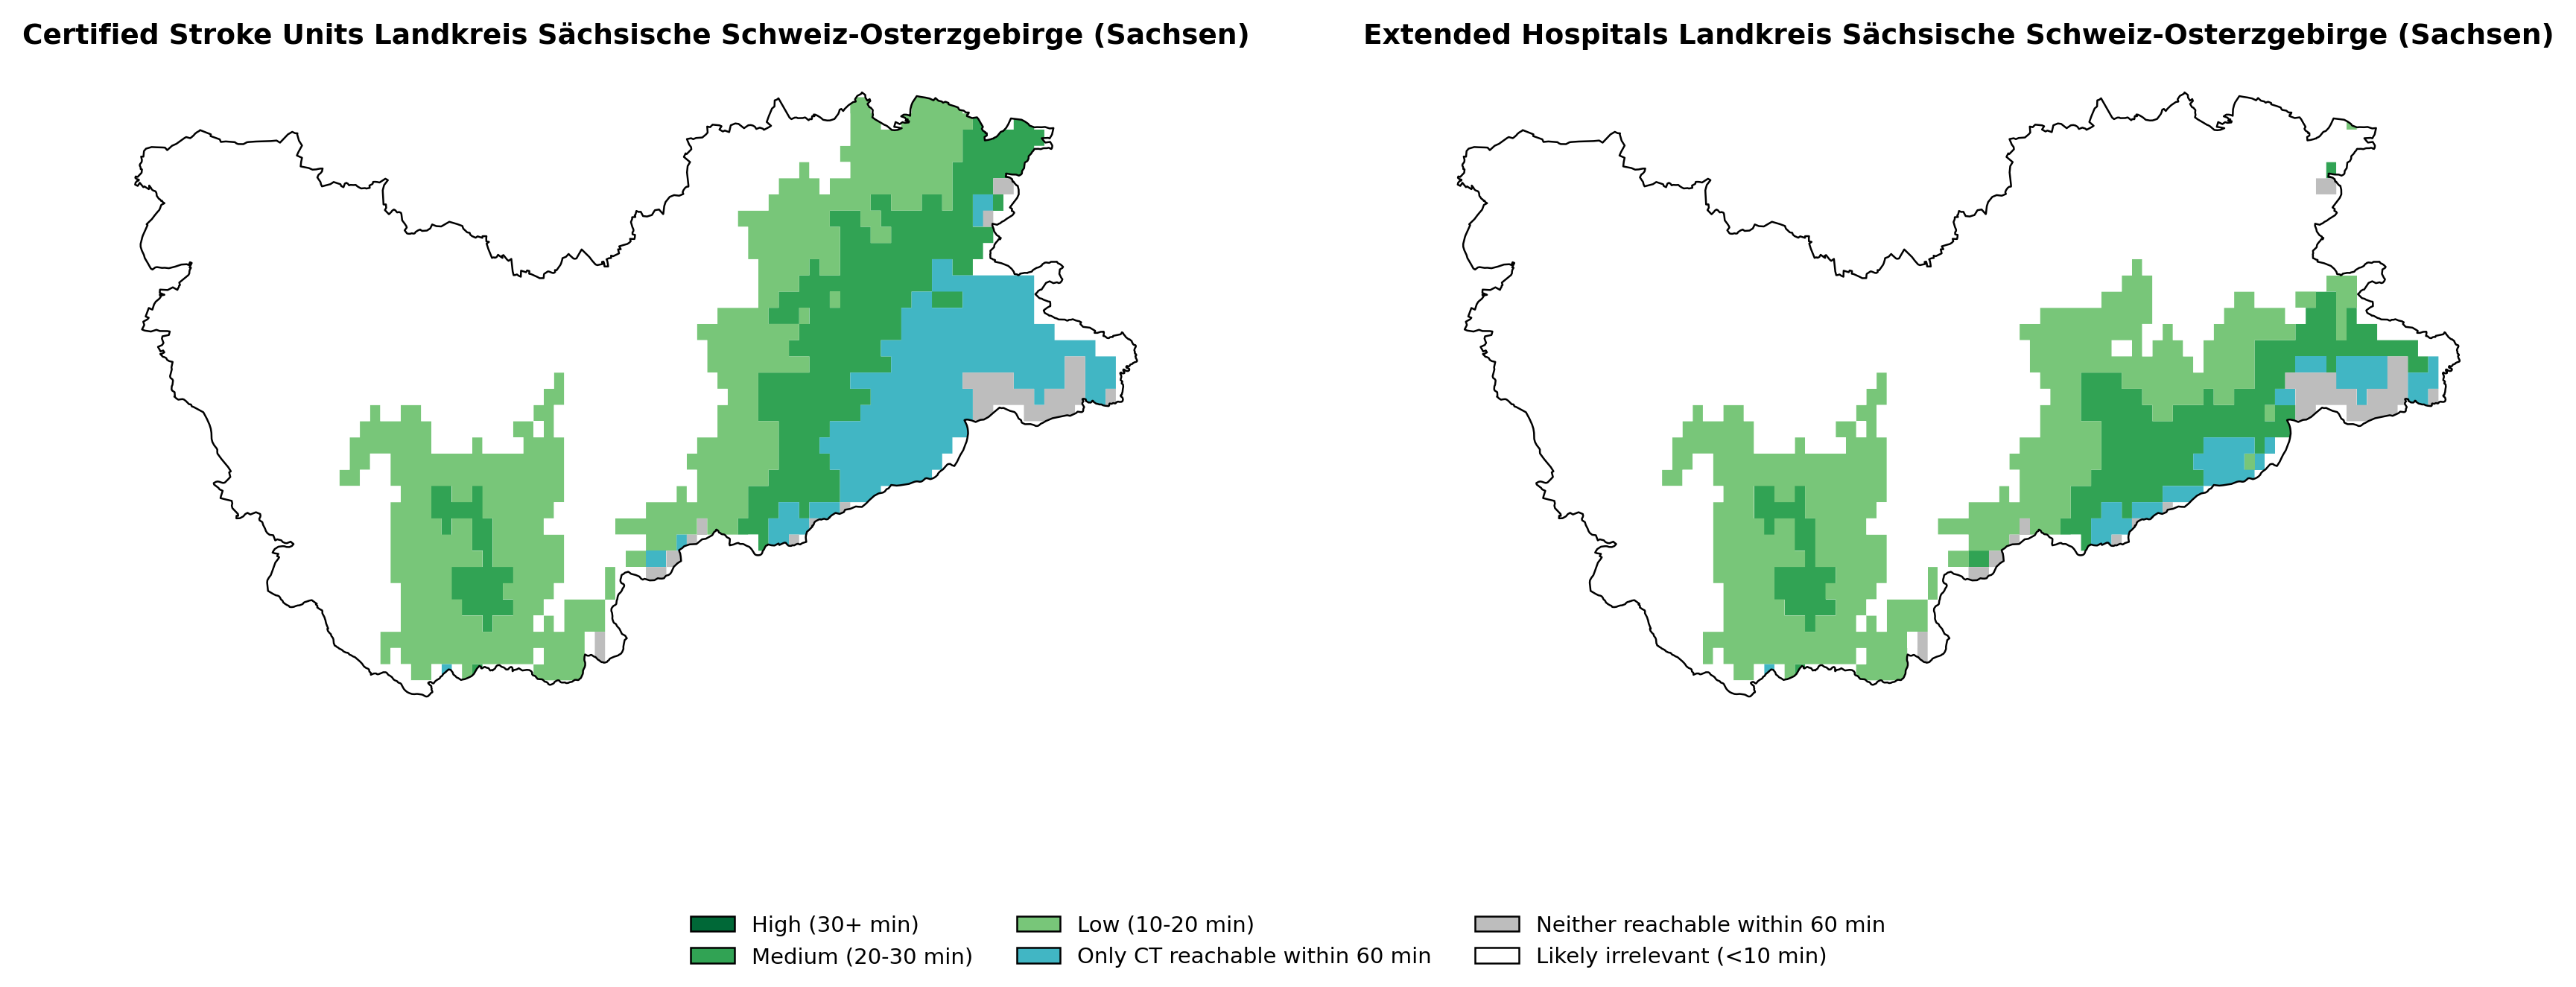 Certified Stroke Units Landkreis Sächsische Schweiz-Osterzgebirge (Sachsen)
Extended Hospitals Landkreis Sächsische Schweiz-Osterzgebirge (Sachsen)
High (30+ min)
Medium (20-30 min)
Low (10-20 min)
Only CT reachable within 60 min
Neither reachable within 60 min
Likely irrelevant (<10 min)